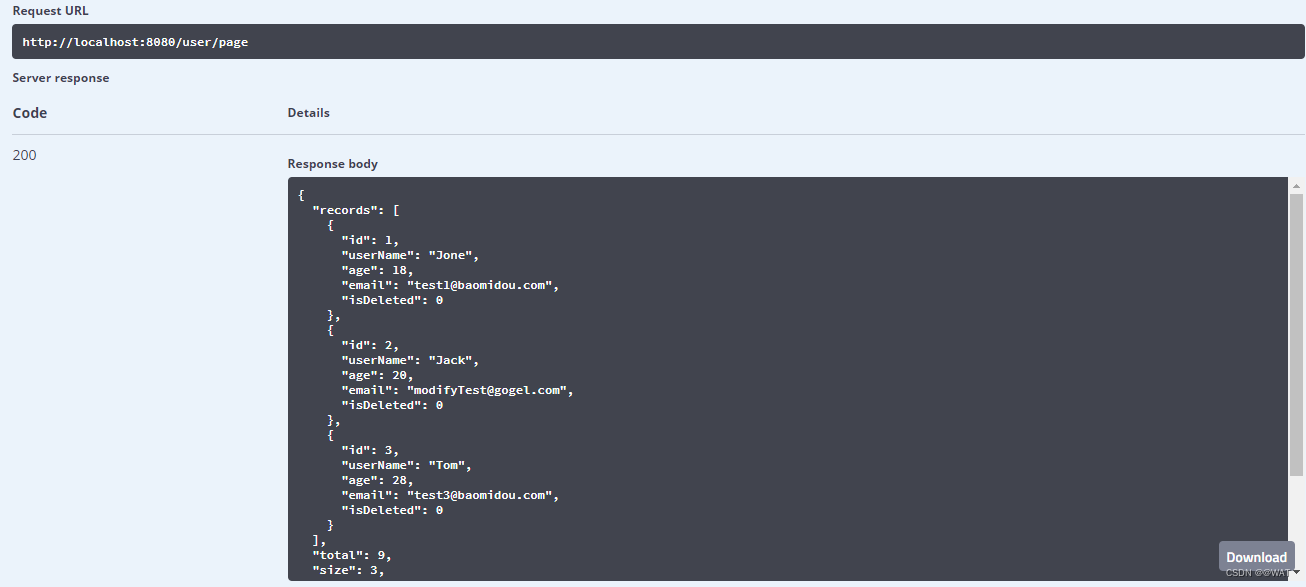 Request URL
http://localhost:8080/user/page
Server response
Code Details
200
Response body
{
  "records": [
    {
      "id": 1,
      "userName": "Jone",
      "age": 18,
      "email": "test1@baomidou.com",
      "isDeleted": 0
    },
    {
      "id": 2,
      "userName": "Jack",
      "age": 20,
      "email": "modifyTest@gogel.com",
      "isDeleted": 0
    },
    {
      "id": 3,
      "userName": "Tom",
      "age": 28,
      "email": "test3@baomidou.com",
      "isDeleted": 0
    }
  ],
  "total": 9,
  "size": 3,
Download
CSDN @@WAT